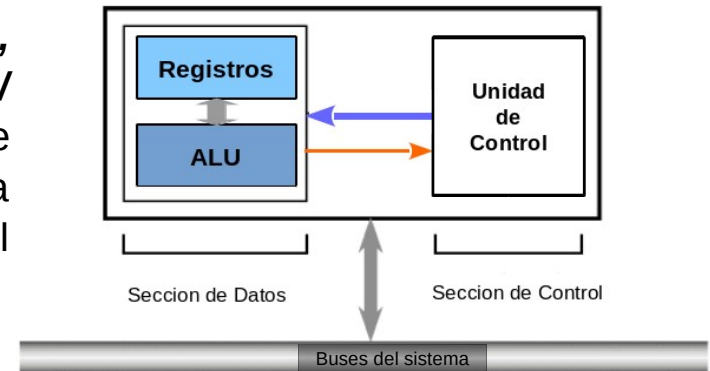 ,
V
e
a
l
Registros
ALU
Unidad
de
Control
Seccion de Datos
Seccion de Control
Buses del sistema